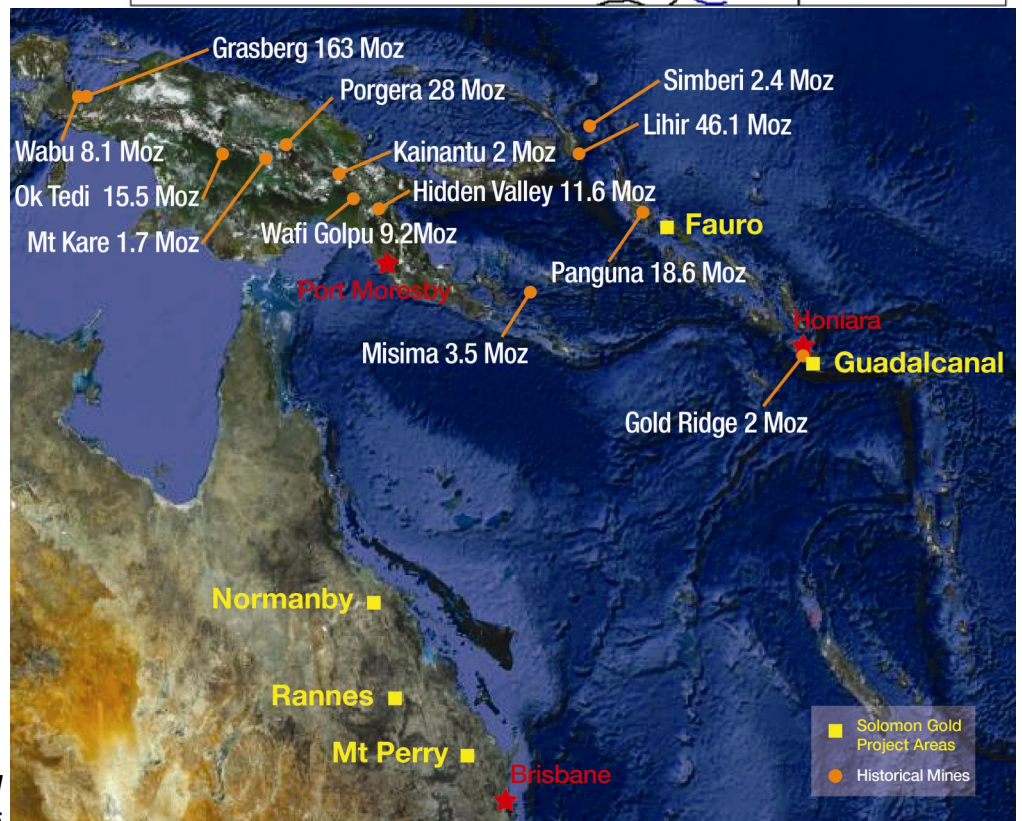 Grasberg 163 Moz
Porgera 28 Moz
Simberi 2.4 Moz
Lihir 46.1 Moz
Wabu 8.1 Moz
Kainantu 2 Moz
Ok Tedi 15.5 Moz
Hidden Valley 11.6 Moz
Mt Kare 1.7 Moz
Wafi Golpu 9.2Moz
Fauro
Panguna 18.6 Moz
Port Moresby
Honiara
Misima 3.5 Moz
Guadalcanal
Gold Ridge 2 Moz
Normanby
Rannes
Mt Perry
Brisbane
Solomon Gold
Project Areas
Historical Mines